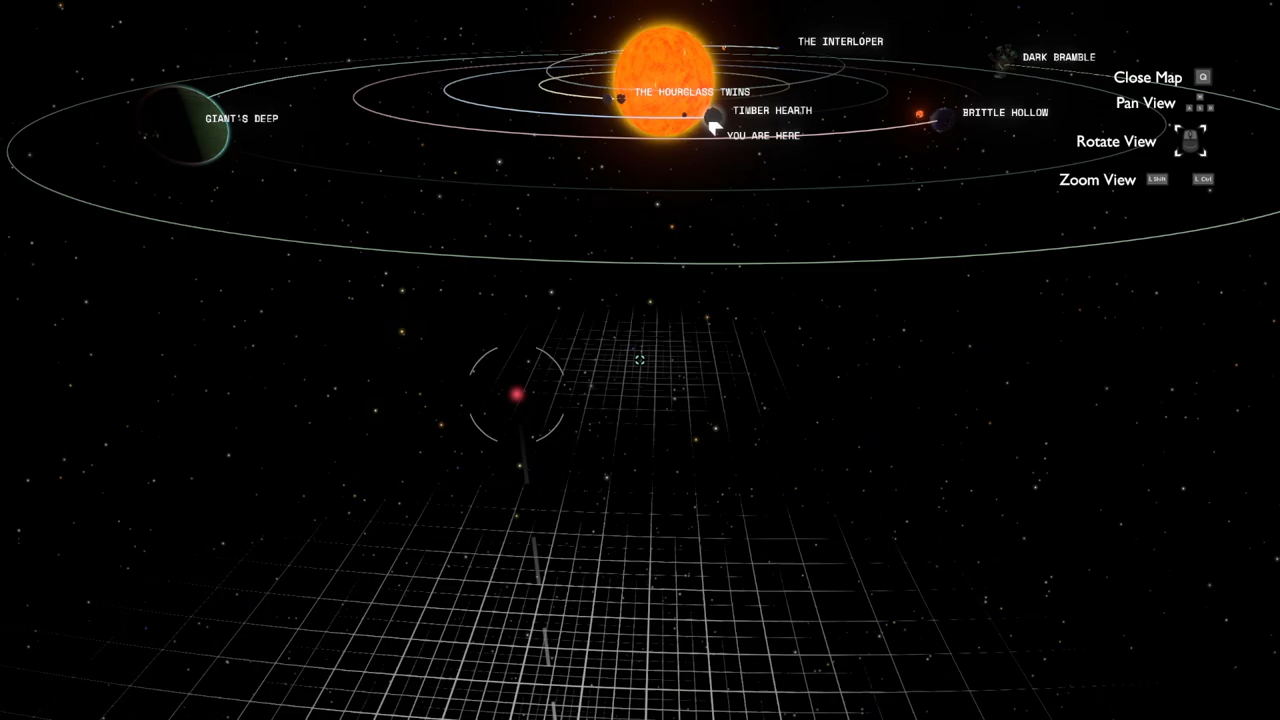 THE INTERLOPER
DARK BRAMBLE
Close Map Q
THE HOURGLASS TWINS
Pan View
GIANT'S DEEP
TIMBER HEARTH
BRITTLE HOLLOW
YOU ARE HERE
Rotate View
Zoom View L Shift L Ctrl